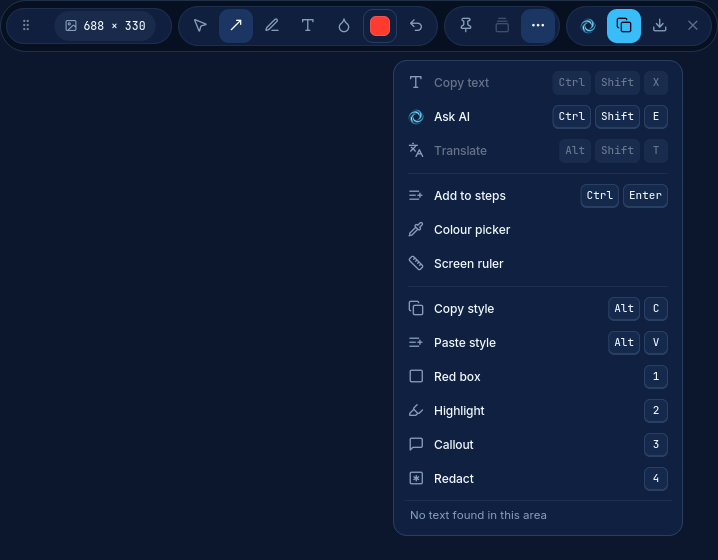 688 × 330
Copy text Ctrl Shift X
Ask AI Ctrl Shift E
Translate Alt Shift T
Add to steps Ctrl Enter
Colour picker
Screen ruler
Copy style Alt C
Paste style Alt V
Red box 1
Highlight 2
Callout 3
Redact 4
No text found in this area